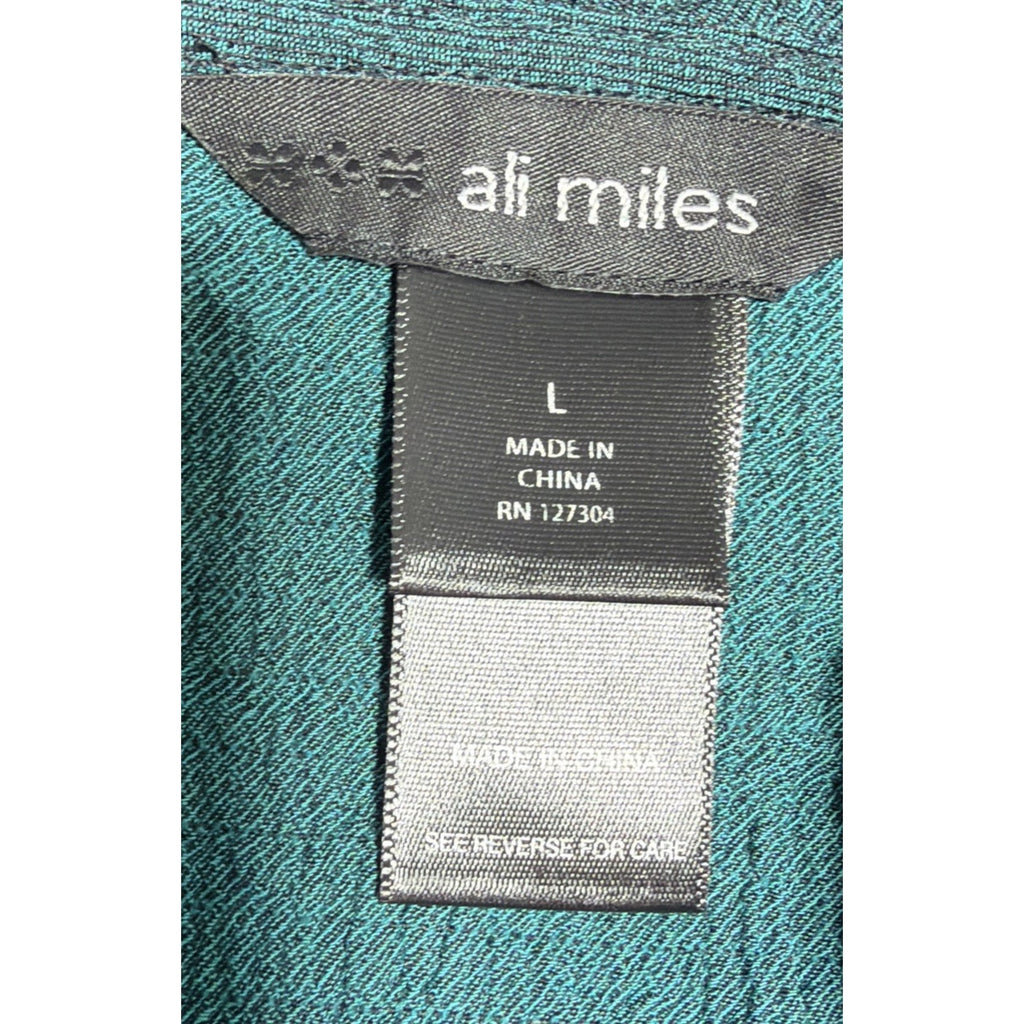 ali miles
L
MADE IN
CHINA
RN 127304
MADE IN CHINA
SEE REVERSE FOR CARE